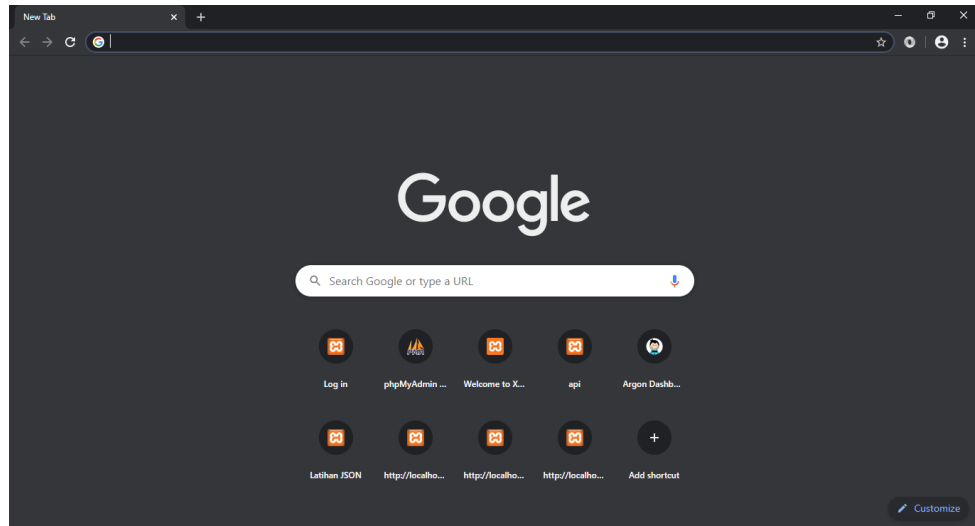 New Tab
Google
Search Google or type a URL
Log in
phpMyAdmin ...
Welcome to X...
api
Argon Dashb...
Latihan JSON
http://localho...
http://localho...
http://localho...
Add shortcut
Customize